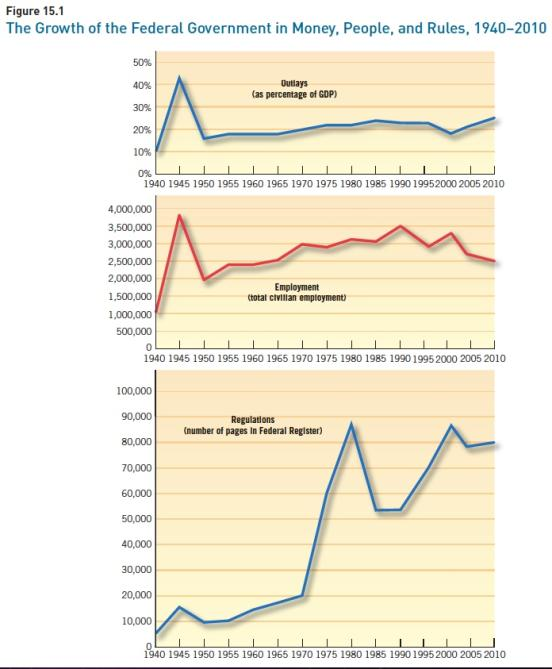 Figure 15.1
The Growth of the Federal Government in Money, People, and Rules, 1940–2010
50%
40%
30%
20%
10%
0%
Outlays
(as percentage of GDP)
1940 1945 1950 1955 1960 1965 1970 1975 1980 1985 1990 1995 2000 2005 2010
4,000,000
3,500,000
3,000,000
2,500,000
2,000,000
1,500,000
1,000,000
500,000
0
Employment
(total civilian employment)
1940 1945 1950 1955 1960 1965 1970 1975 1980 1985 1990 1995 2000 2005 2010
100,000
90,000
80,000
70,000
60,000
50,000
40,000
30,000
20,000
10,000
0
Regulations
(number of pages in Federal Register)
1940 1945 1950 1955 1960 1965 1970 1975 1980 1985 1990 1995 2000 2005 2010